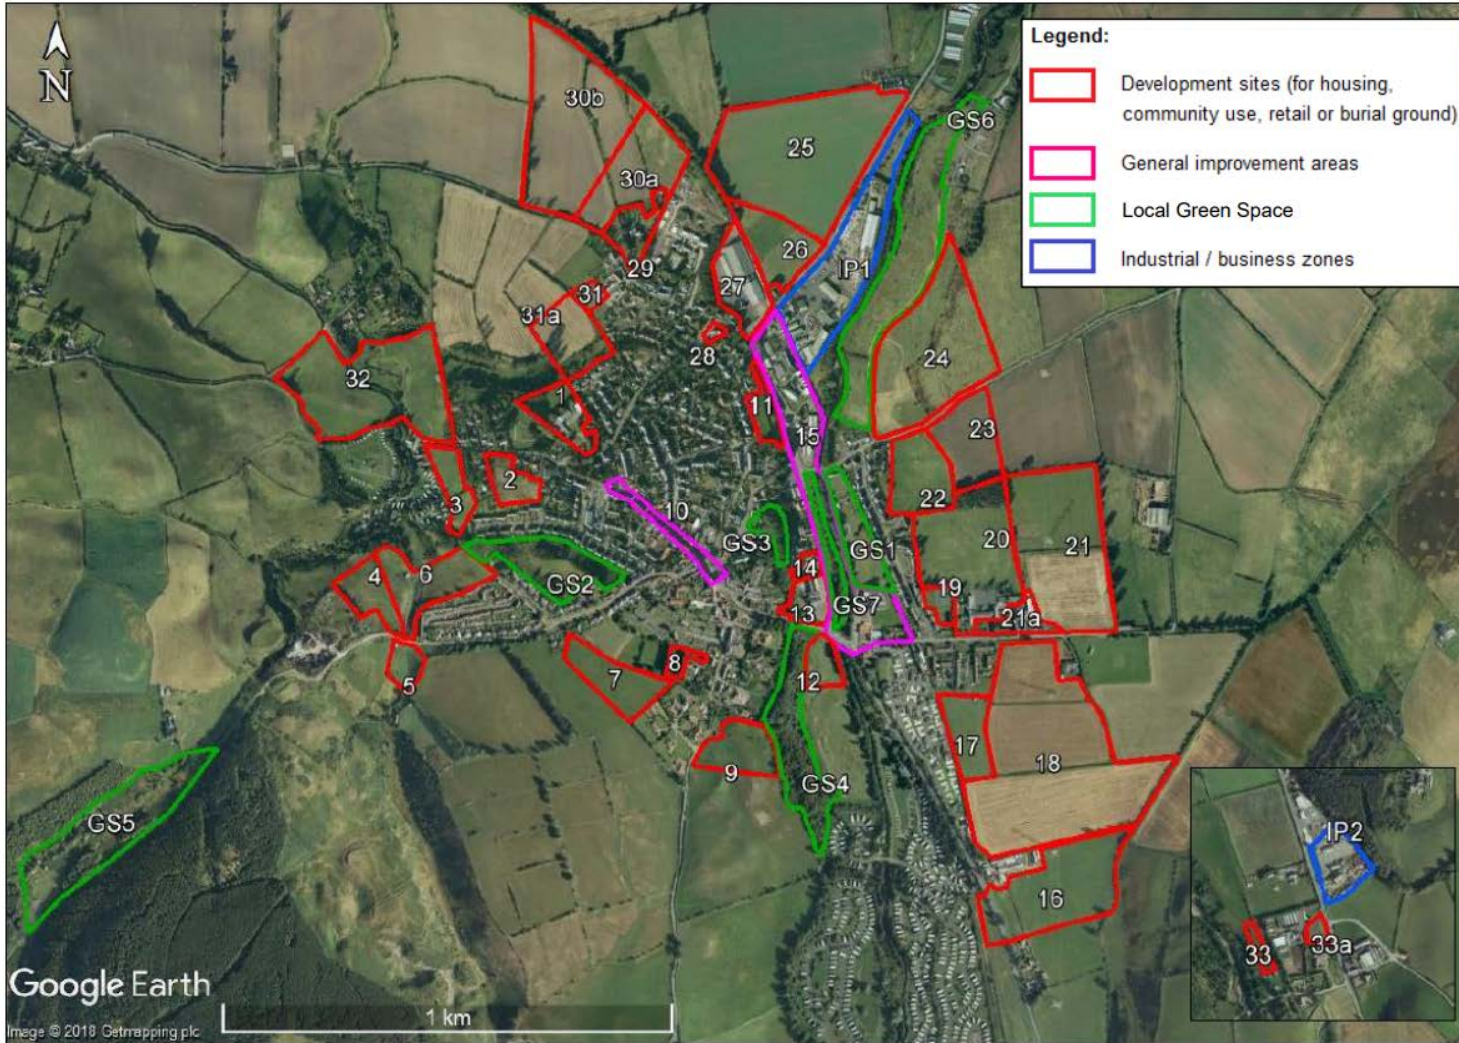 N
Legend:
Development sites (for housing,
community use, retail or burial ground)
General improvement areas
Local Green Space
Industrial / business zones
30b
GS6
25
30a
26
IP1
29
27
31
31a
28
24
32
1
11
15
23
2
3
22
10
GS3
GS1
20
21
4
6
GS2
14
19
GS7
13
21a
8
7
12
5
17
18
9
GS4
GS5
IP2
16
33
33a
Google Earth
1 km
Image © 2018 Getmapping plc